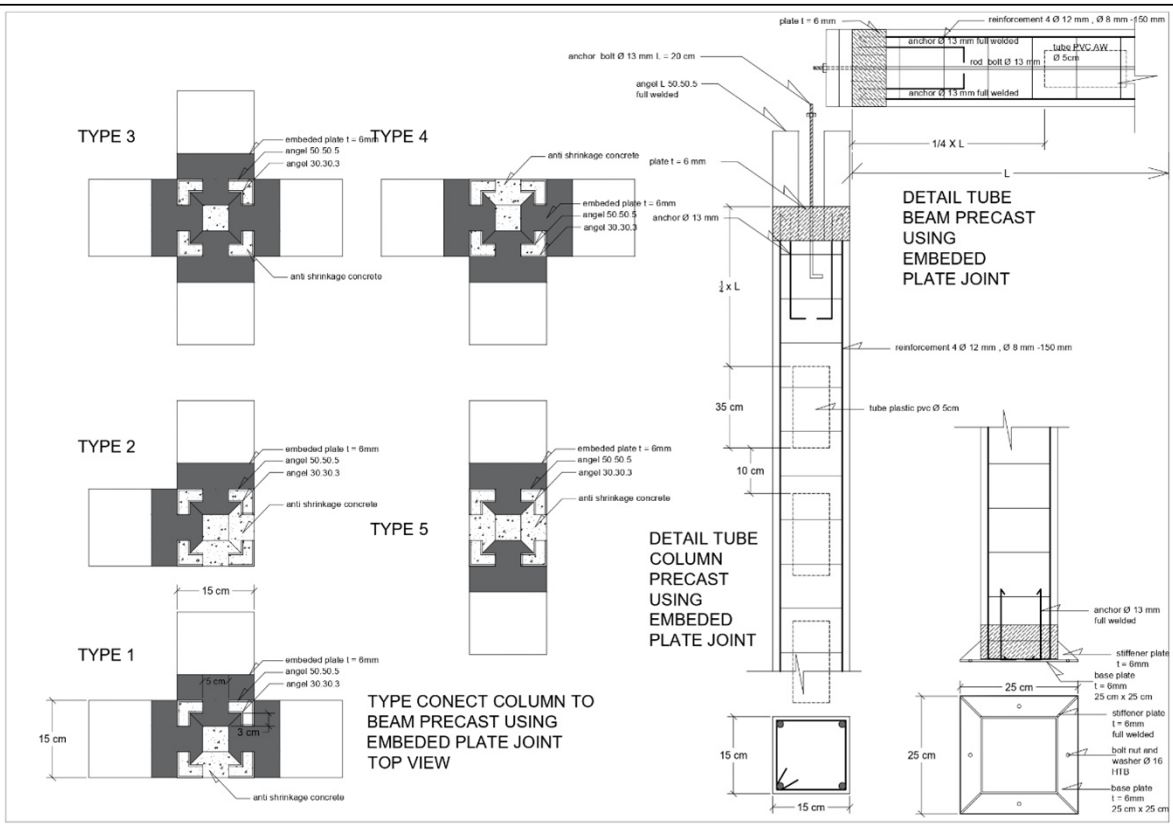 TYPE 3
embeded plate t = 6mm
angel 50.50.5
angel 30.30.3
anti shrinkage concrete
TYPE 4
anti shrinkage concrete
embeded plate t = 6mm
angel 50.50.5
angel 30.30.3
TYPE 2
embeded plate t = 6mm
angel 50.50.5
angel 30.30.3
anti shrinkage concrete
15 cm
TYPE 5
embeded plate t = 6mm
angel 50.50.5
angel 30.30.3
anti shrinkage concrete
TYPE 1
embeded plate t = 6mm
angel 50.50.5
angel 30.30.3
5 cm
3 cm
15 cm
anti shrinkage concrete
TYPE CONECT COLUMN TO
BEAM PRECAST USING
EMBEDED PLATE JOINT
TOP VIEW
anchor bolt Ø 13 mm L = 20 cm
angel L 50.50.5
full welded
plate t = 6 mm
anchor Ø 13 mm
¼ x L
reinforcement 4 Ø 12 mm , Ø 8 mm -150 mm
35 cm
tube plastic pvc Ø 5cm
10 cm
DETAIL TUBE
COLUMN
PRECAST
USING
EMBEDED
PLATE JOINT
15 cm
15 cm
plate t = 6 mm
reinforcement 4 Ø 12 mm , Ø 8 mm -150 mm
anchor Ø 13 mm full welded
tube PVC AW
Ø 5cm
rod bolt Ø 13 mm
anchor Ø 13 mm full welded
1/4 X L
L
DETAIL TUBE
BEAM PRECAST
USING
EMBEDED
PLATE JOINT
anchor Ø 13 mm
full welded
stiffener plate
t = 6mm
base plate
t = 6mm
25 cm x 25 cm
25 cm
25 cm
stiffener plate
t = 6mm
full welded
bolt nut and
washer Ø 16
HTB
base plate
t = 6mm
25 cm x 25 cm